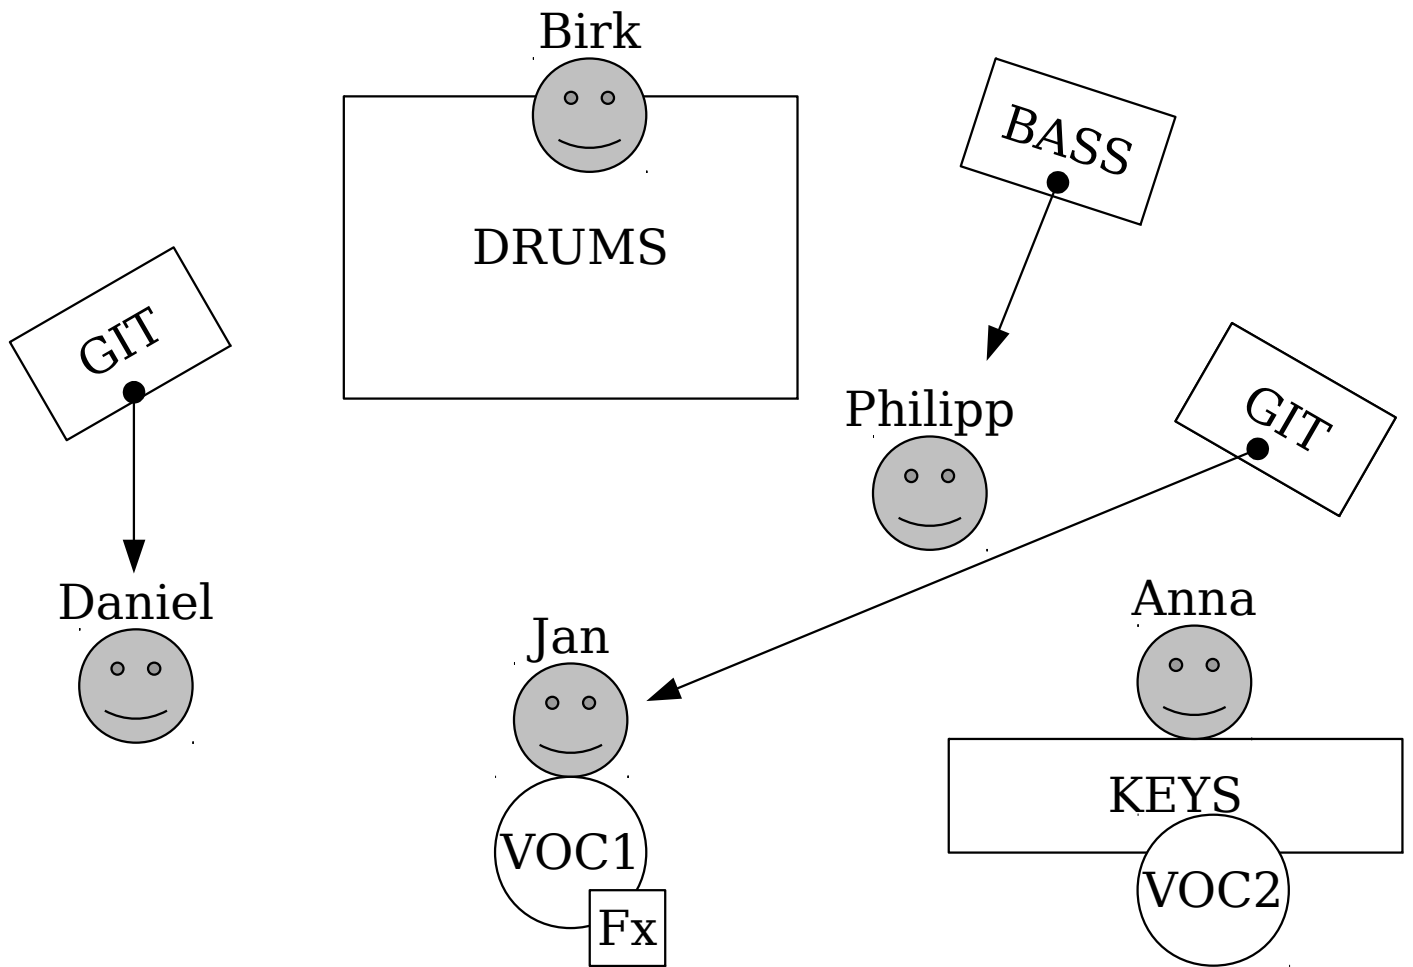 Birk
BASS
DRUMS
GIT
Philipp
GIT
Daniel
Jan
Anna
KEYS
VOC1
VOC2
Fx